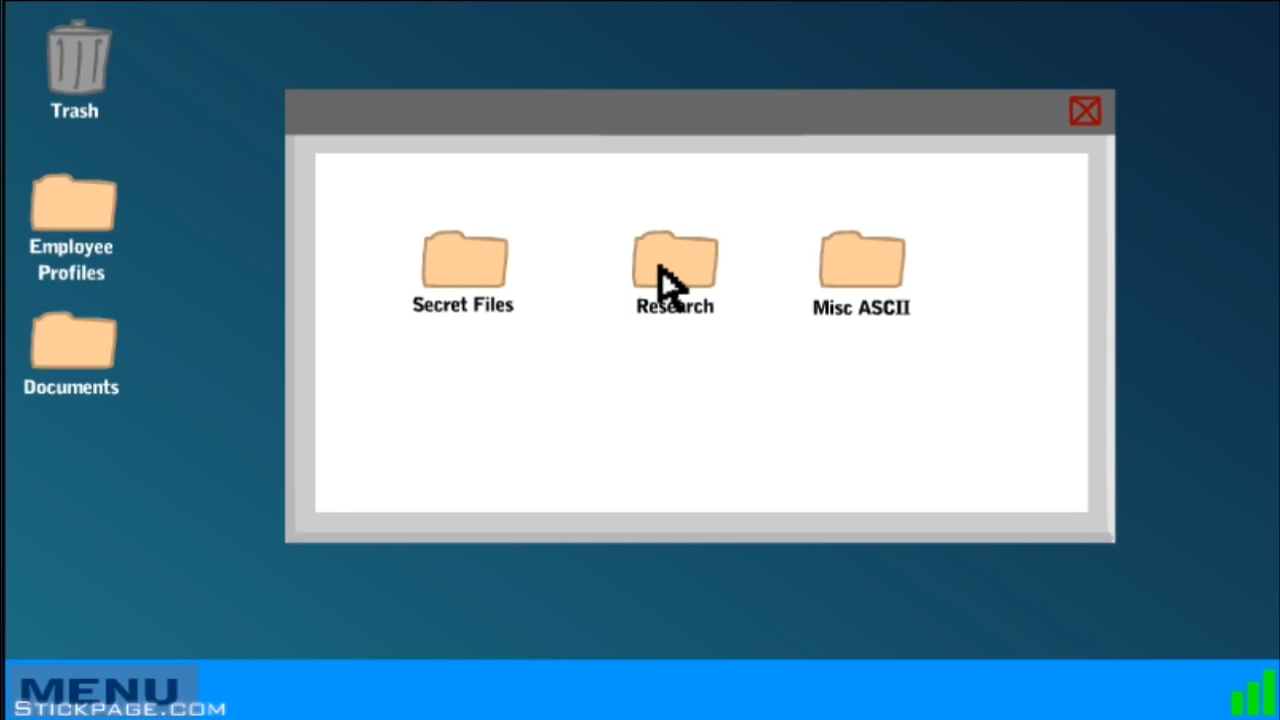 Trash
Employee
Profiles
Documents
Secret Files
Research
Misc ASCII
MENU
STICKPAGE.COM